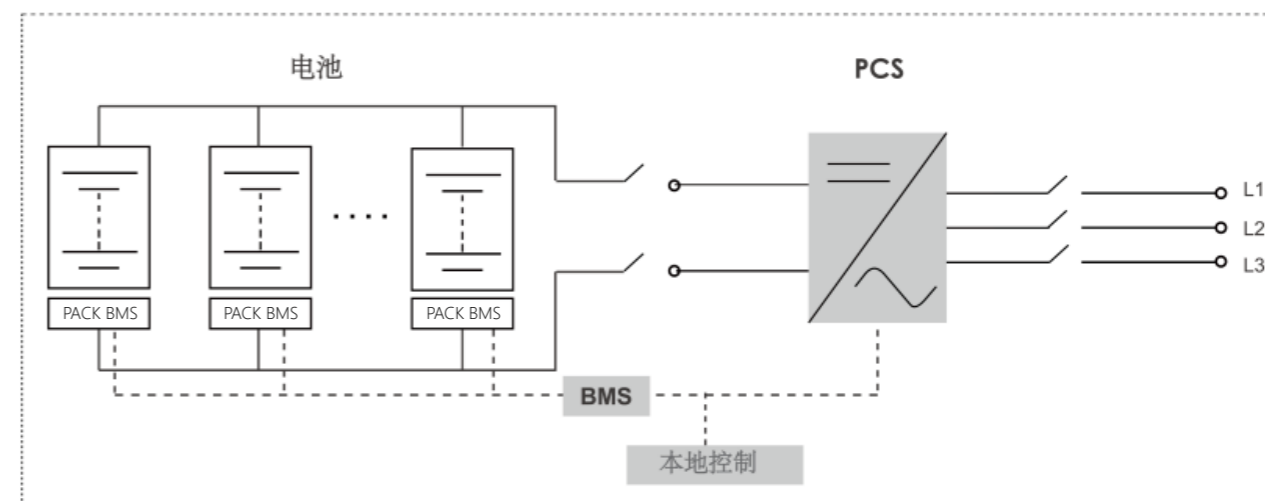 电池
PCS
L1
L2
L3
PACK BMS
PACK BMS
PACK BMS
BMS
本地控制